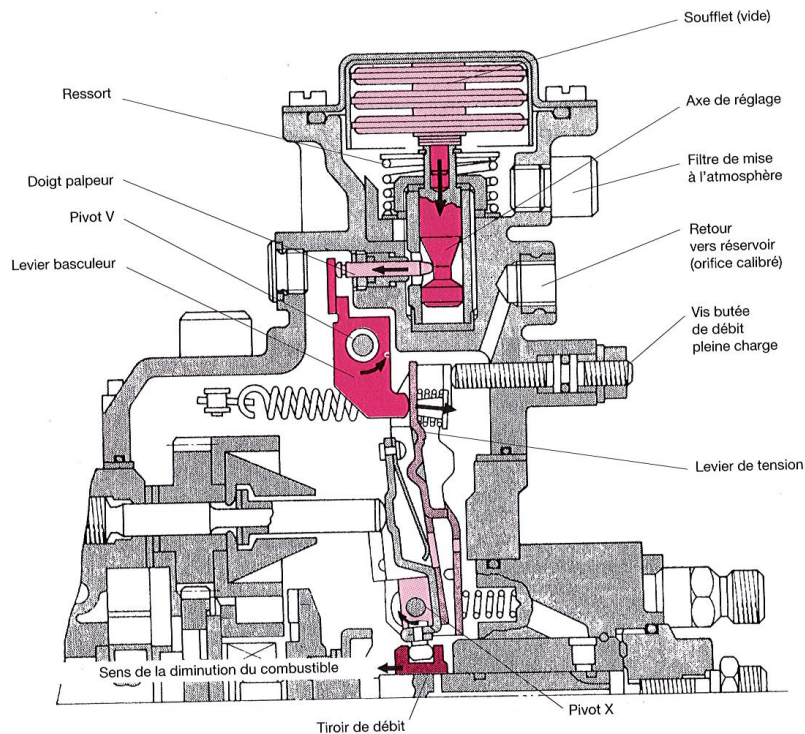 Soufflet (vide)
Ressort
Axe de réglage
Filtre de mise
à l'atmosphère
Doigt palpeur
Pivot V
Retour
vers réservoir
(orifice calibré)
Levier basculeur
Vis butée
de débit
pleine charge
Levier de tension
Sens de la diminution du combustible
Pivot X
Tiroir de débit